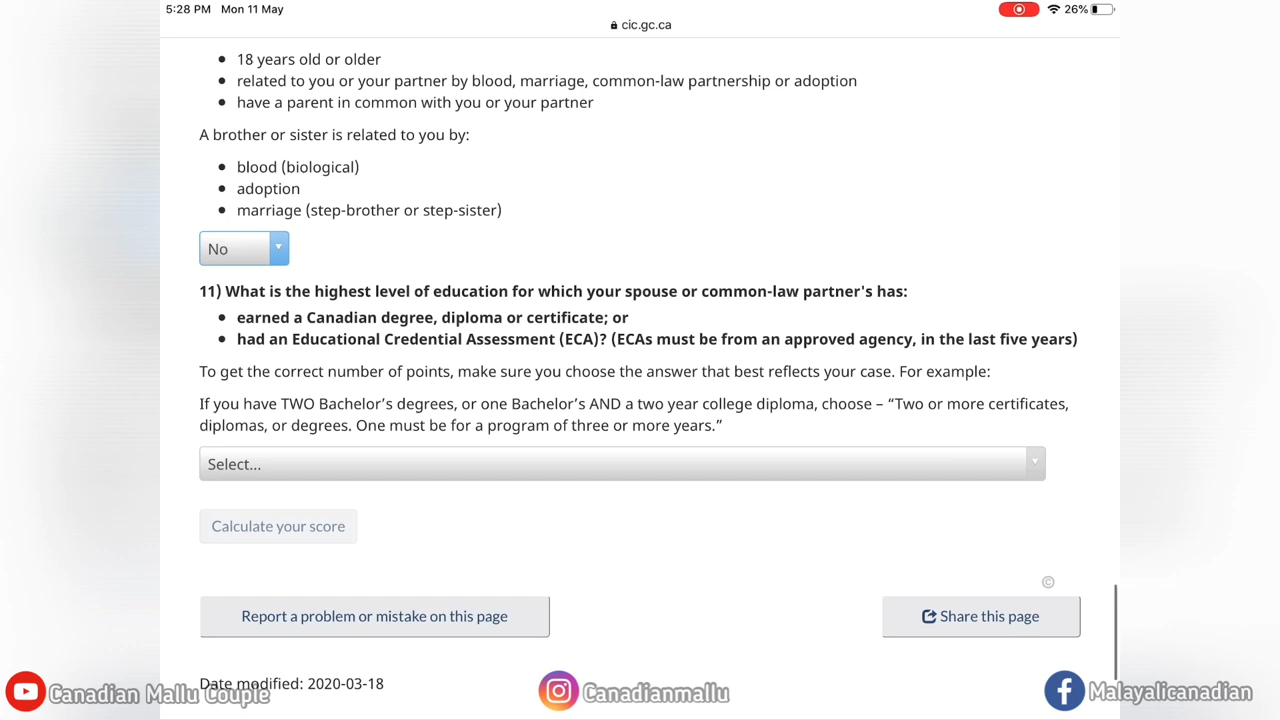 5:28 PM Mon 11 May
26%
cic.gc.ca
18 years old or older
related to you or your partner by blood, marriage, common-law partnership or adoption
have a parent in common with you or your partner
A brother or sister is related to you by:
blood (biological)
adoption
marriage (step-brother or step-sister)
No
11) What is the highest level of education for which your spouse or common-law partner's has:
earned a Canadian degree, diploma or certificate; or
had an Educational Credential Assessment (ECA)? (ECAs must be from an approved agency, in the last five years)
To get the correct number of points, make sure you choose the answer that best reflects your case. For example:
If you have TWO Bachelor’s degrees, or one Bachelor’s AND a two year college diploma, choose – “Two or more certificates,
diplomas, or degrees. One must be for a program of three or more years.”
Select...
Calculate your score
©
Report a problem or mistake on this page
Share this page
Date modified: 2020-03-18
Canadian Mallu Couple
Canadianmallu
Malayalicanadian